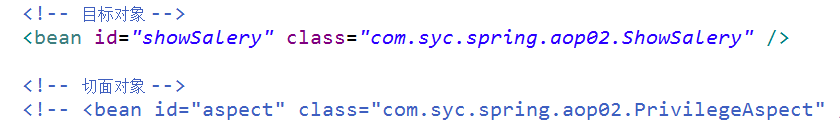 <!-- 目标对象 -->
<bean id="showSalery" class="com.syc.spring.aop02.ShowSalery" />
<!-- 切面对象 -->
<!-- <bean id="aspect" class="com.syc.spring.aop02.PrivilegeAspect"